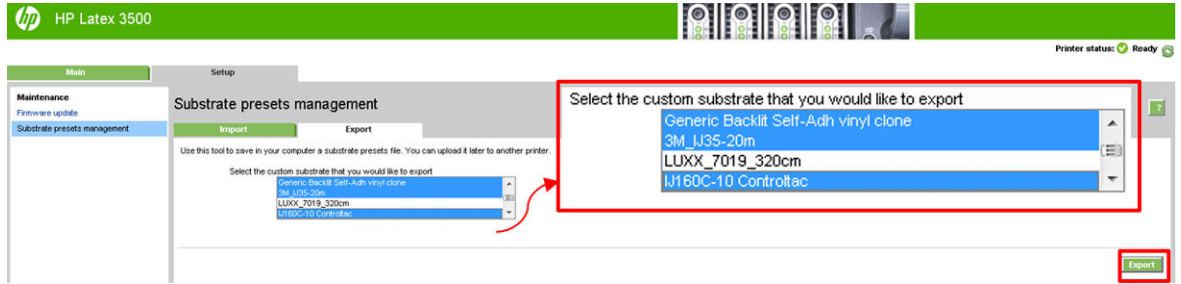 hp HP Latex 3500
Printer status: Ready
Main Setup
Maintenance
Firmware update
Substrate presets management
Substrate presets management
Import Export
Use this tool to save in your computer a substrate presets file. You can upload it later to another printer.
Select the custom substrate that you would like to export
Generic Backlit Self-Adh vinyl clone
3M_IJ35-20m
LUXX_7019_320cm
IJ160C-10 Controltac
Select the custom substrate that you would like to export
Generic Backlit Self-Adh vinyl clone
3M_IJ35-20m
LUXX_7019_320cm
IJ160C-10 Controltac
?
Export